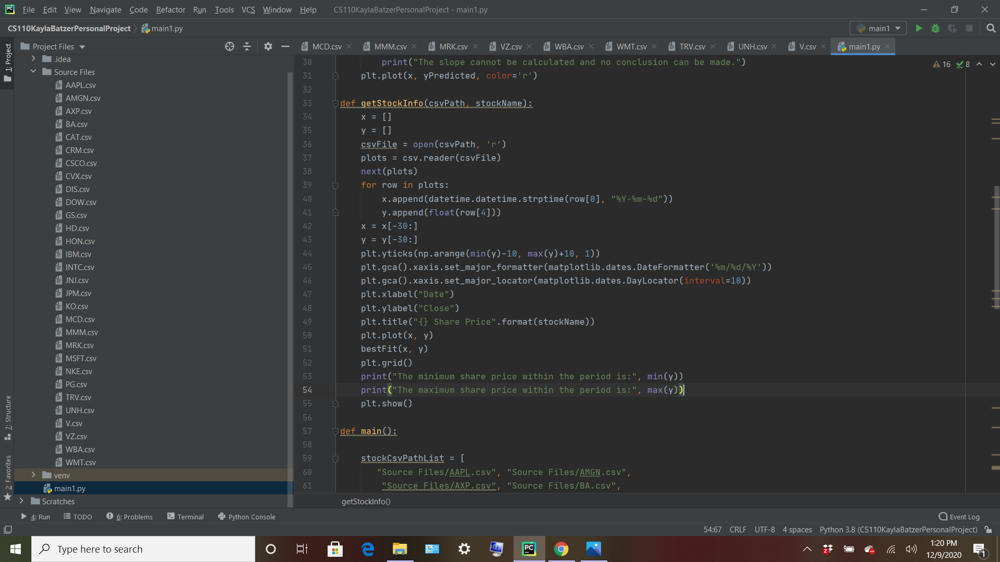 File Edit View Navigate Code Refactor Run Tools VCS Window Help CS110KaylaBatzerPersonalProject - main1.py
CS110KaylaBatzerPersonalProject main1.py main1
Project Files
MCD.csv MMM.csv MRK.csv VZ.csv WBA.csv WMT.csv TRV.csv UNH.csv V.csv main1.py
1: Project
.idea
Source Files
AAPL.csv
AMGN.csv
AXP.csv
BA.csv
CAT.csv
CRM.csv
CSCO.csv
CVX.csv
DIS.csv
DOW.csv
GS.csv
HD.csv
HON.csv
IBM.csv
INTC.csv
JNJ.csv
JPM.csv
KO.csv
MCD.csv
MMM.csv
MRK.csv
MSFT.csv
NKE.csv
PG.csv
TRV.csv
UNH.csv
V.csv
VZ.csv
WBA.csv
WMT.csv
venv
main1.py
Scratches
7: Structure
2: Favorites
16 8
30 print("The slope cannot be calculated and no conclusion can be made.")
31 plt.plot(x, yPredicted, color='r')
32
33 def getStockInfo(csvPath, stockName):
34 x = []
35 y = []
36 csvFile = open(csvPath, 'r')
37 plots = csv.reader(csvFile)
38 next(plots)
39 for row in plots:
40 x.append(datetime.datetime.strptime(row[0], "%Y-%m-%d"))
41 y.append(float(row[4]))
42 x = x[-30:]
43 y = y[-30:]
44 plt.yticks(np.arange(min(y)-10, max(y)+10, 1))
45 plt.gca().xaxis.set_major_formatter(matplotlib.dates.DateFormatter('%m/%d/%Y'))
46 plt.gca().xaxis.set_major_locator(matplotlib.dates.DayLocator(interval=10))
47 plt.xlabel("Date")
48 plt.ylabel("Close")
49 plt.title("{} Share Price".format(stockName))
50 plt.plot(x, y)
51 bestFit(x, y)
52 plt.grid()
53 print("The minimum share price within the period is:", min(y))
54 print("The maximum share price within the period is:", max(y))
55 plt.show()
56
57 def main():
58
59 stockCsvPathList = [
60 "Source Files/AAPL.csv", "Source Files/AMGN.csv",
61 "Source Files/AXP.csv", "Source Files/BA.csv",
getStockInfo()
4: Run TODO 6: Problems Terminal Python Console Event Log
54:67 CRLF UTF-8 4 spaces Python 3.8 (CS110KaylaBatzerPersonalProject)
Type here to search
PC
2
1:20 PM
12/9/2020
1